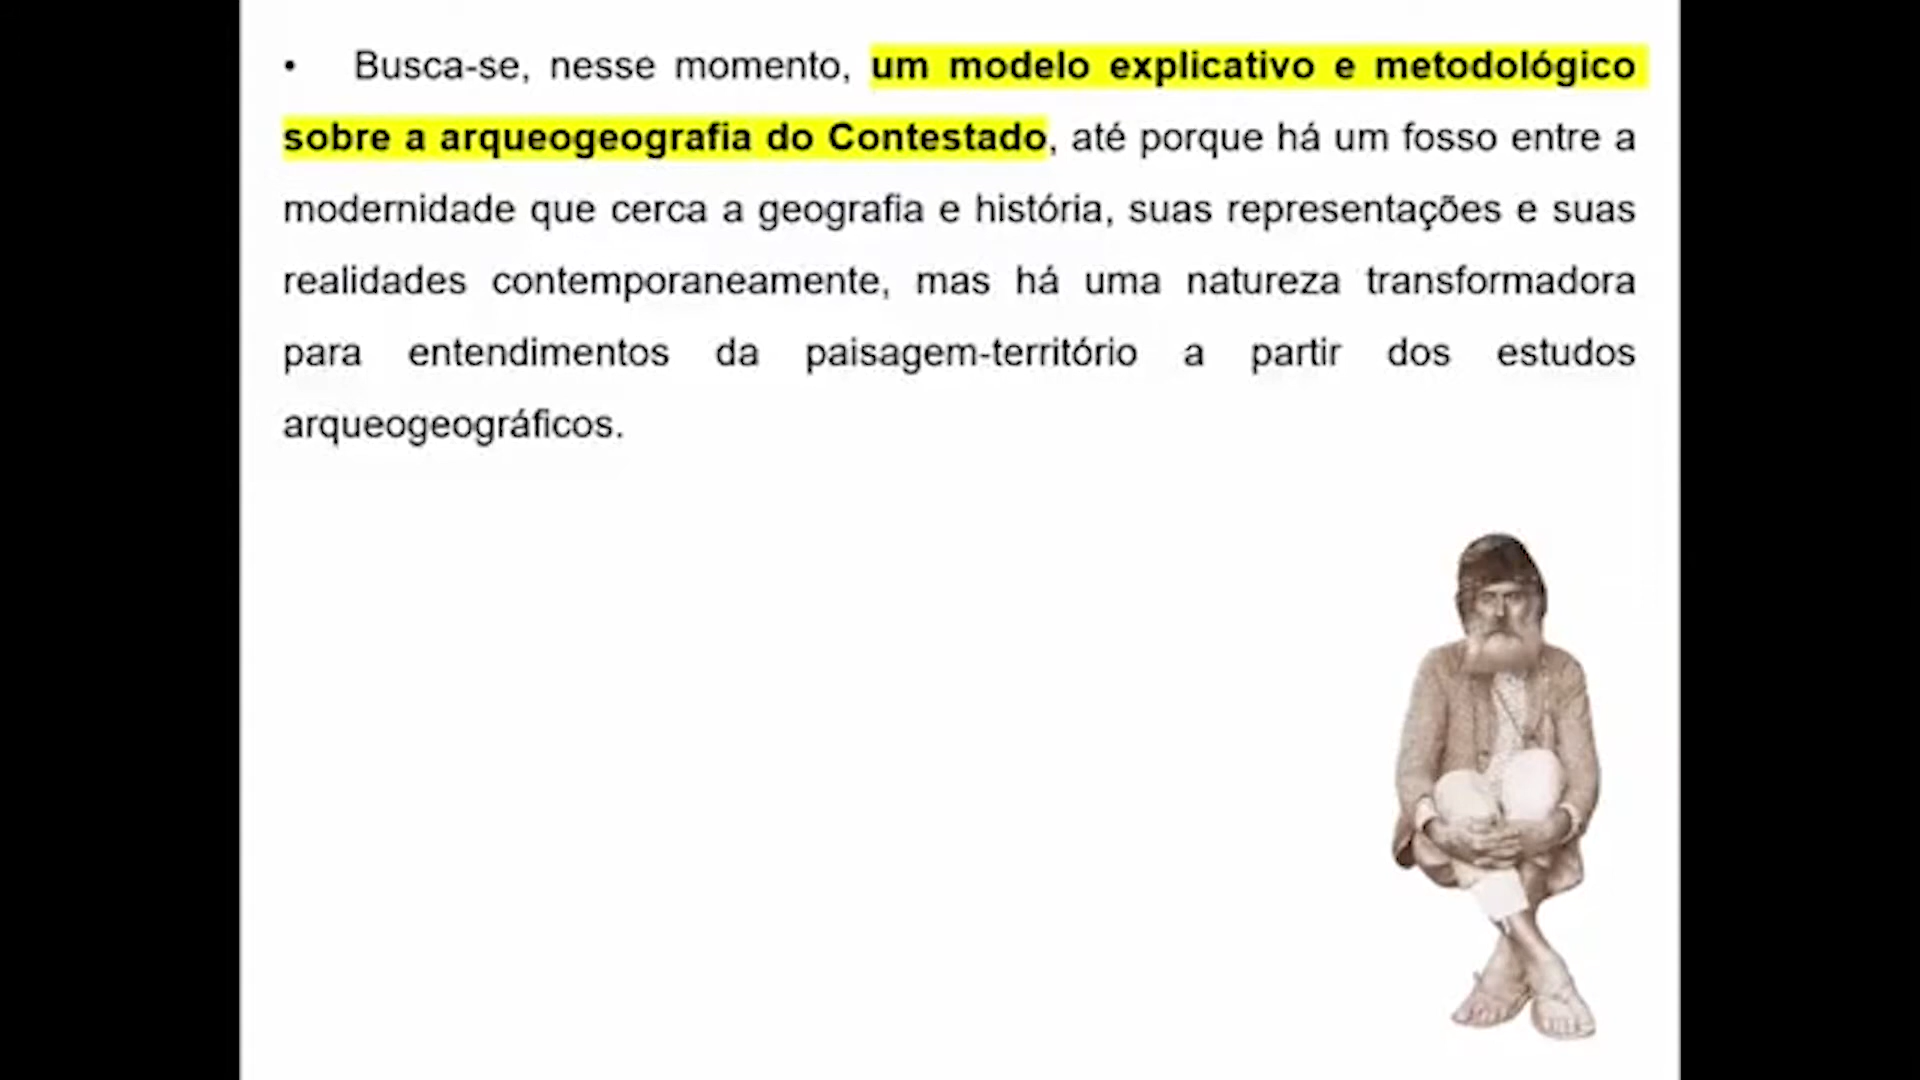 • Busca-se, nesse momento, um modelo explicativo e metodológico
sobre a arqueogeografia do Contestado, até porque há um fosso entre a
modernidade que cerca a geografia e história, suas representações e suas
realidades contemporaneamente, mas há uma natureza transformadora
para entendimentos da paisagem-território a partir dos estudos
arqueogeográficos.